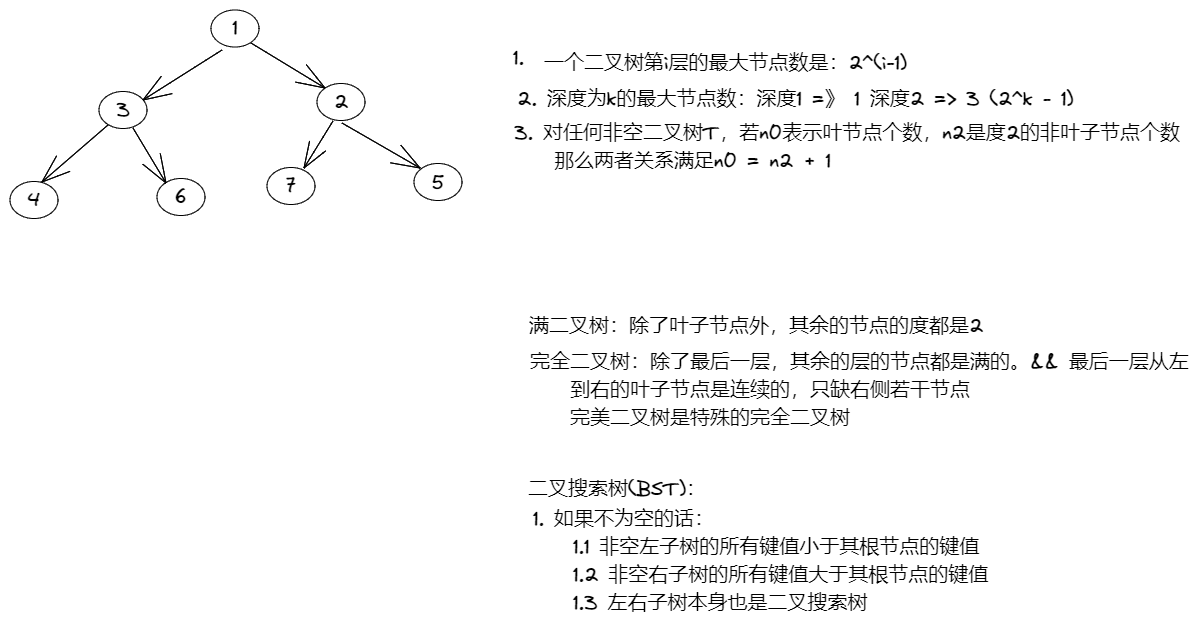 1
3
2
4
6
7
5
1. 一个二叉树第i层的最大节点数是：2^(i-1)
2. 深度为k的最大节点数：深度1 =》 1 深度2 => 3（2^k - 1)
3. 对任何非空二叉树T，若n0表示叶节点个数，n2是度2的非叶子节点个数
那么两者关系满足n0 = n2 + 1
满二叉树：除了叶子节点外，其余的节点的度都是2
完全二叉树：除了最后一层，其余的层的节点都是满的。&& 最后一层从左
到右的叶子节点是连续的，只缺右侧若干节点
完美二叉树是特殊的完全二叉树
二叉搜索树(BST)：
1. 如果不为空的话：
1.1 非空左子树的所有键值小于其根节点的键值
1.2 非空右子树的所有键值大于其根节点的键值
1.3 左右子树本身也是二叉搜索树